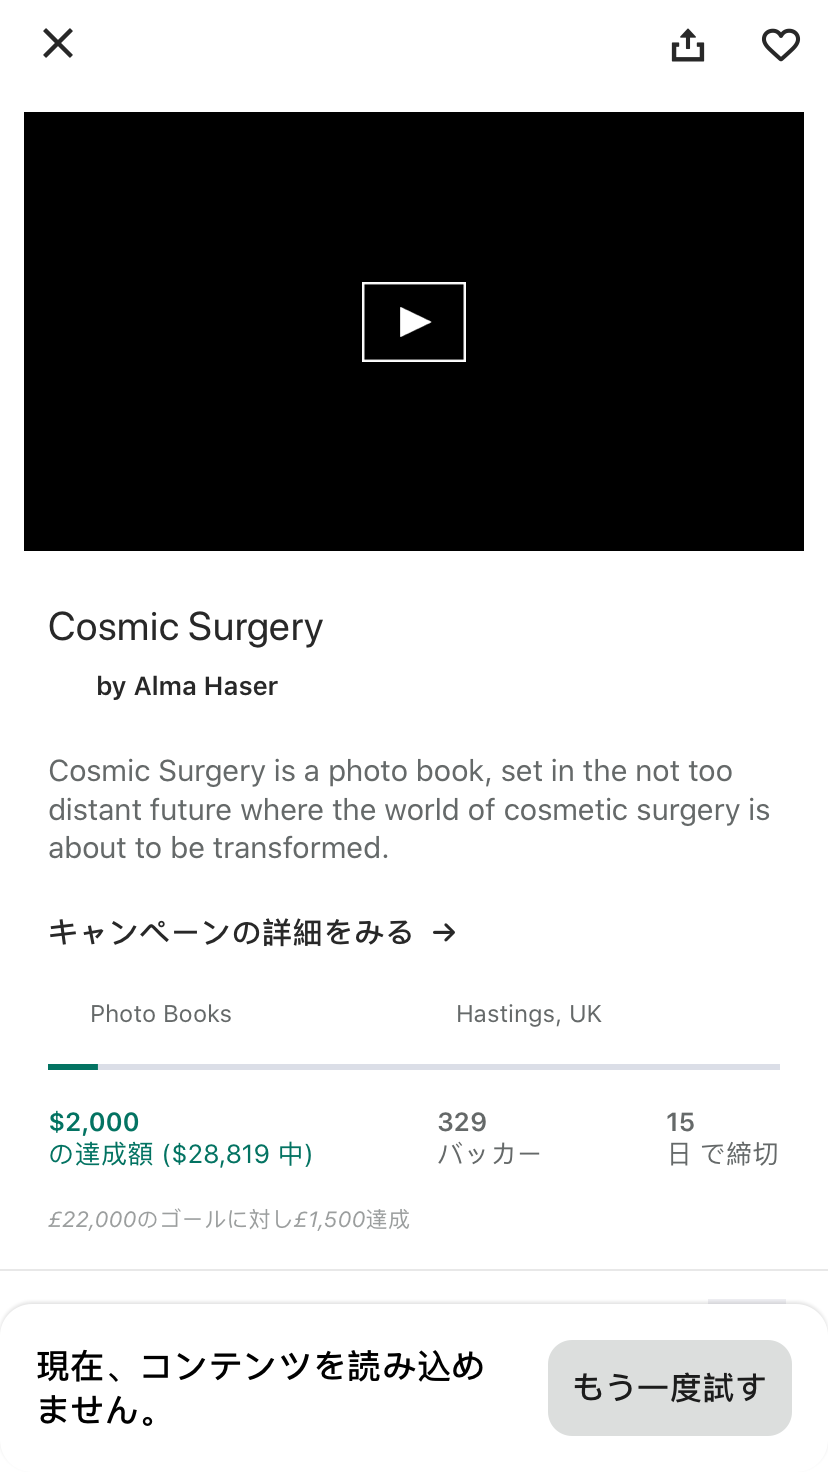 Cosmic Surgery
by Alma Haser
Cosmic Surgery is a photo book, set in the not too
distant future where the world of cosmetic surgery is
about to be transformed.
キャンペーンの詳細をみる →
Photo Books
Hastings, UK
$2,000
の達成額 ($28,819 中)
329
バッカー
15
日 で締切
£22,000のゴールに対し£1,500達成
現在、コンテンツを読み込め
ません。
もう一度試す